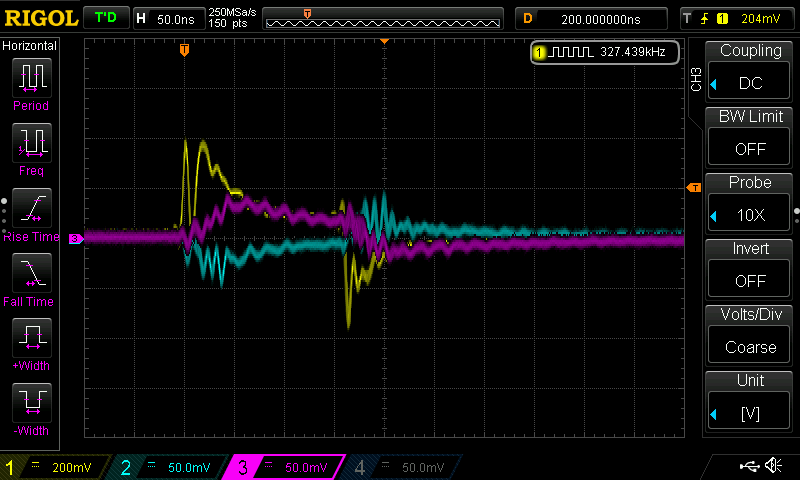 RIGOL T'D H 50.0ns 250MSa/s 150 pts T D 200.000000ns T 1 204mV
Horizontal
Period
Freq
Rise Time
Fall Time
+Width
-Width
T
1 327.439kHz
3
T
CH3
Coupling
DC
BW Limit
OFF
Probe
10X
Invert
OFF
Volts/Div
Coarse
Unit
[V]
1 200mV 2 50.0mV 3 50.0mV 4 50.0mV